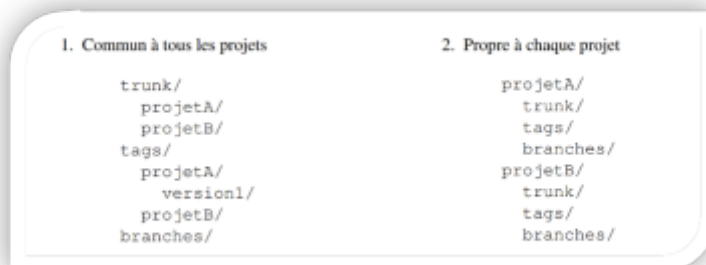 1. Commun à tous les projets
trunk/
projetA/
projetB/
tags/
projetA/
version1/
projetB/
branches/
2. Propre à chaque projet
projetA/
trunk/
tags/
branches/
projetB/
trunk/
tags/
branches/